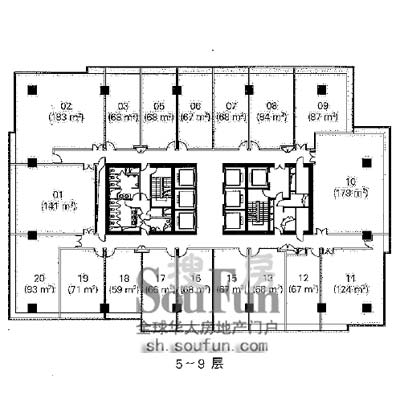 02 03 05 06 07 08 09
(183 m²) (68 m²) (68 m²) (67 m²) (68 m²) (84 m²) (87 m²)
01 10
(141 m²) (173 m²)
20 19 18 17 16 15 13 12 11
(93 m²) (71 m²) (59 m²) (66 m²) (68 m²) (67 m²) (68 m²) (67 m²) (124 m²)
搜房
SouFun
全球华人房地产门户
sh.soufun.com
5~9 层